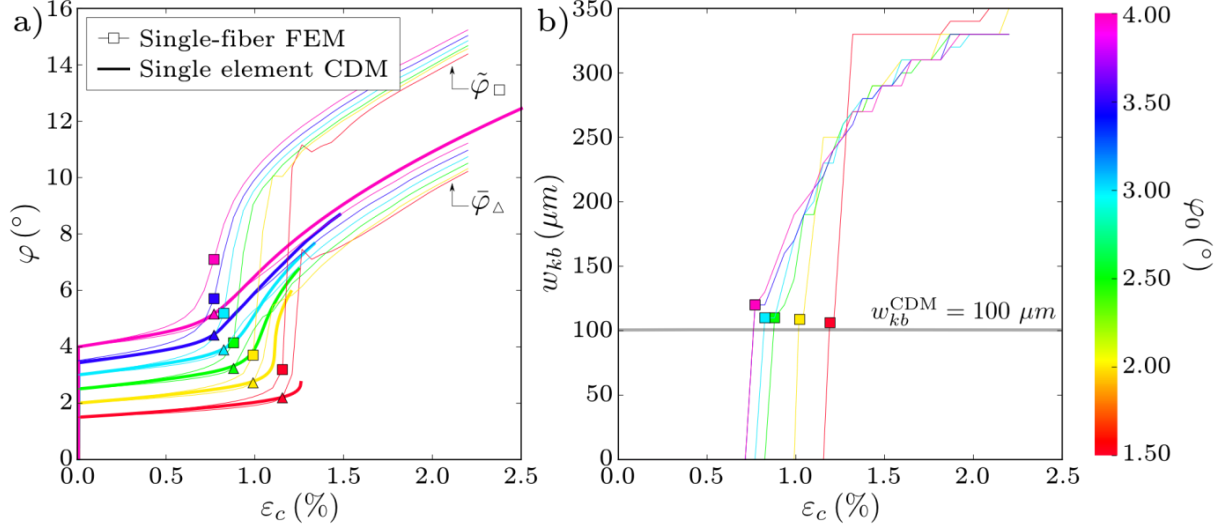 a)
16
14
12
10
8
6
4
2
0
φ (°)
Single-fiber FEM
Single element CDM
φ̃□
φ̄△
0.0 0.5 1.0 1.5 2.0 2.5
ε_c (%)
b)
350
300
250
200
150
100
50
0
w_kb (μm)
w_kb^CDM = 100 μm
0.0 0.5 1.0 1.5 2.0 2.5
ε_c (%)
4.00
3.50
3.00
2.50
2.00
1.50
φ0 (°)